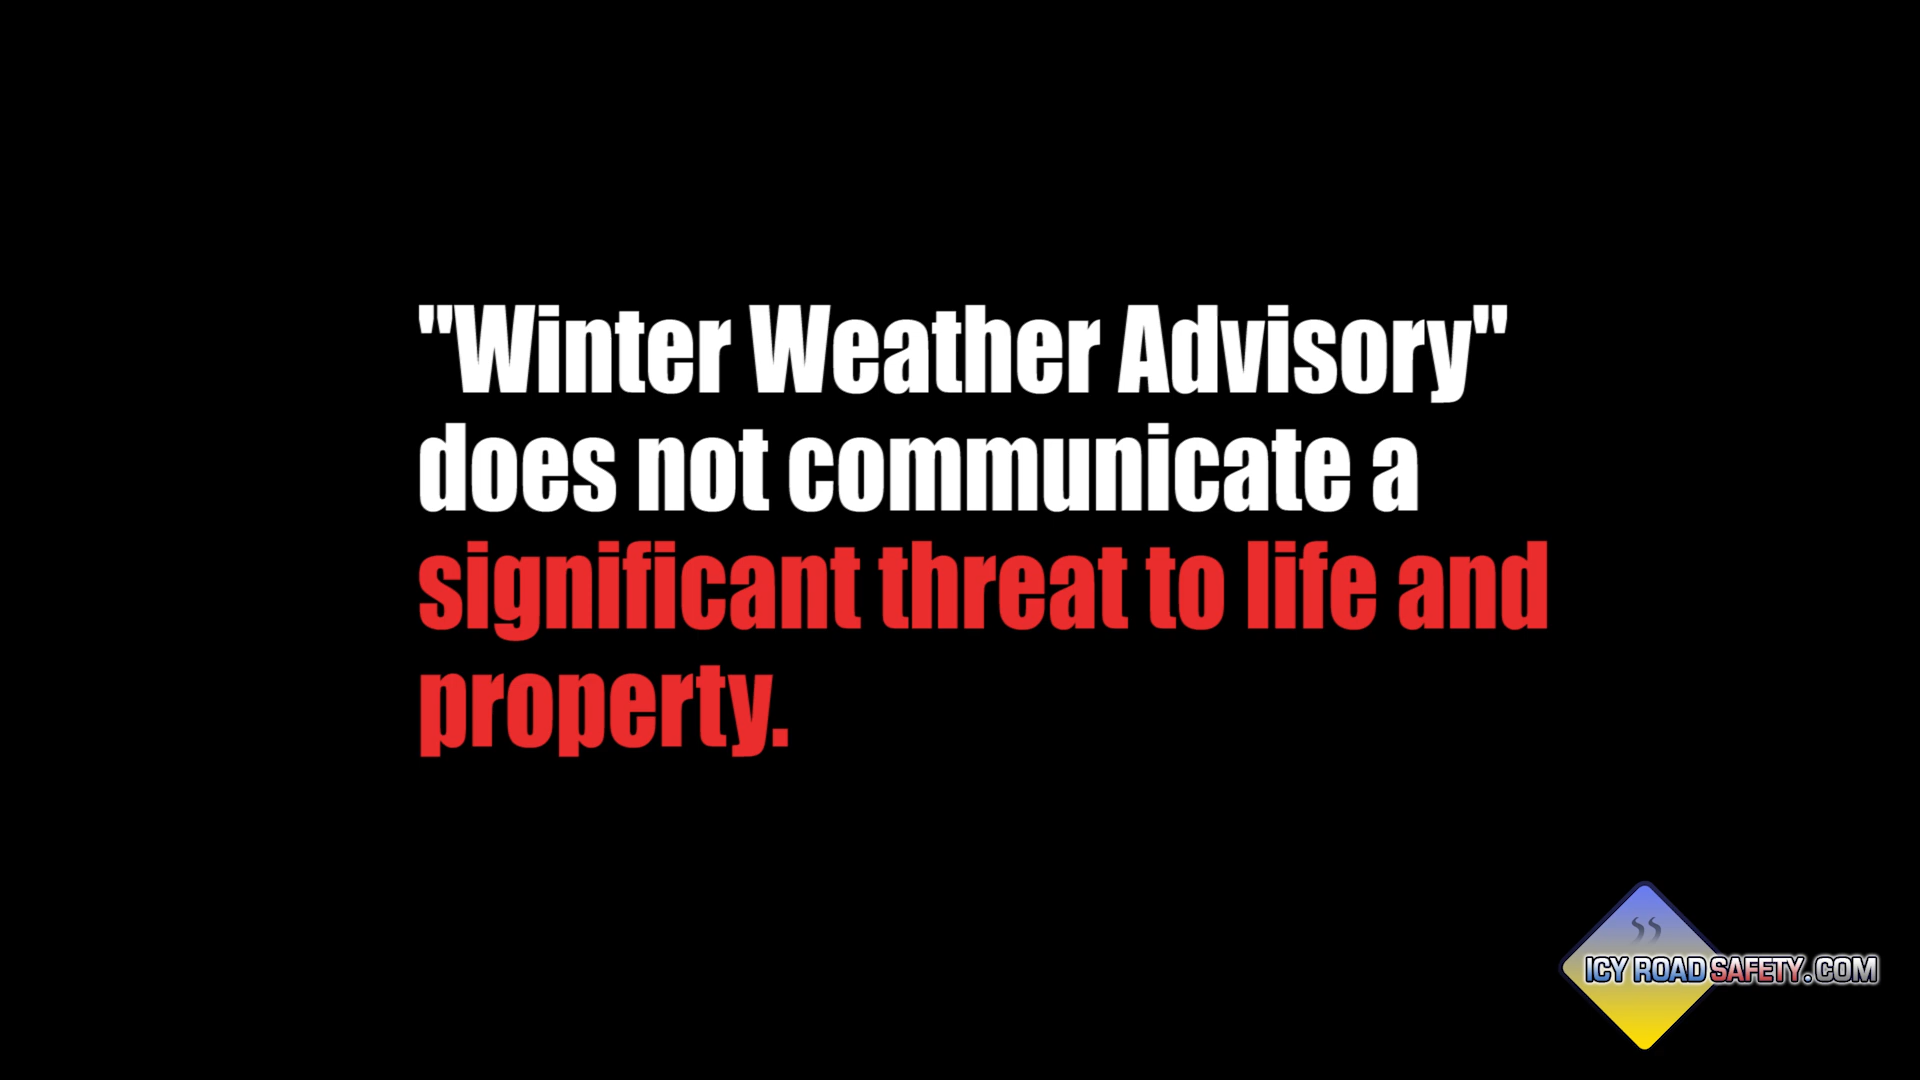 "Winter Weather Advisory"
does not communicate a
significant threat to life and
property.
ICY ROAD SAFETY.COM